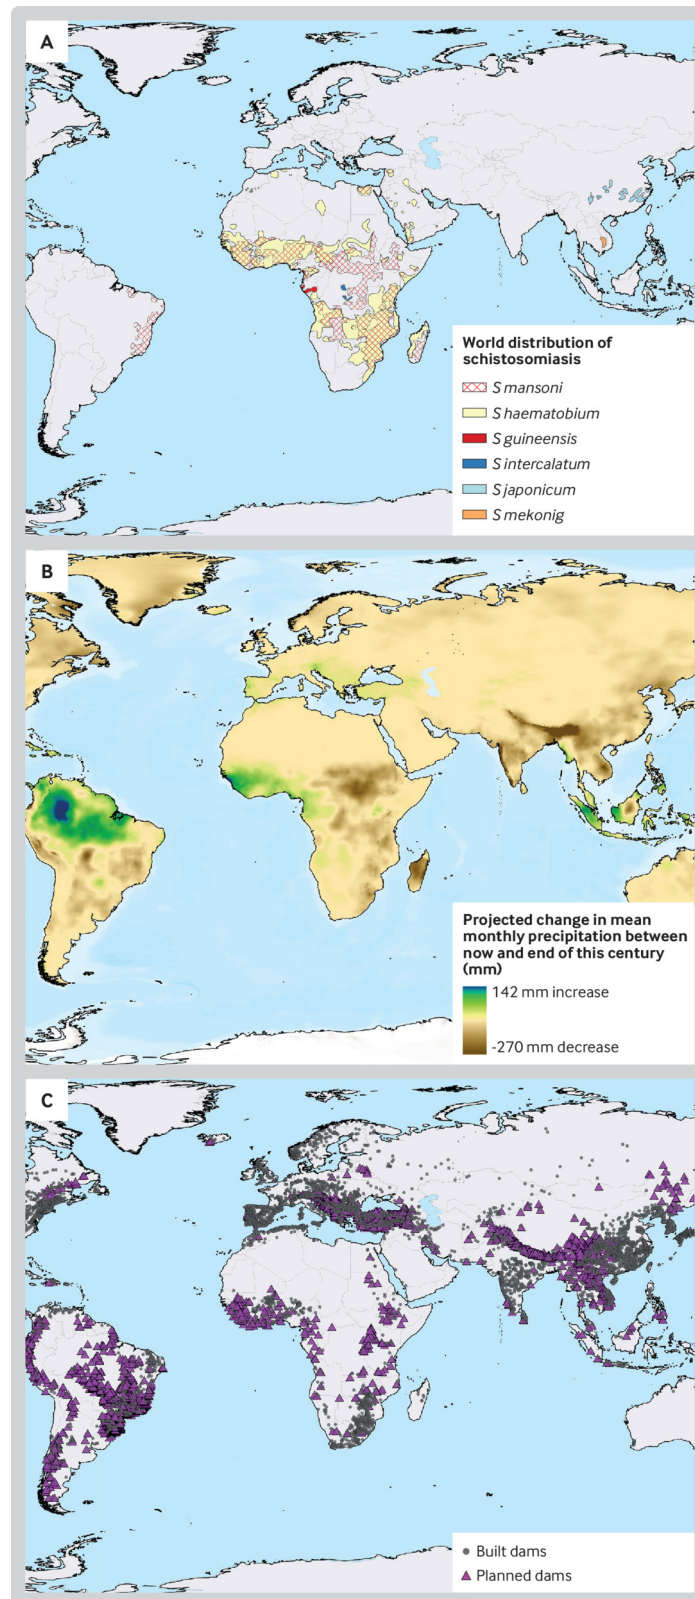 A
World distribution of
schistosomiasis
S mansoni
S haematobium
S guineensis
S intercalatum
S japonicum
S mekonig
B
Projected change in mean
monthly precipitation between
now and end of this century
(mm)
142 mm increase
-270 mm decrease
C
Built dams
Planned dams